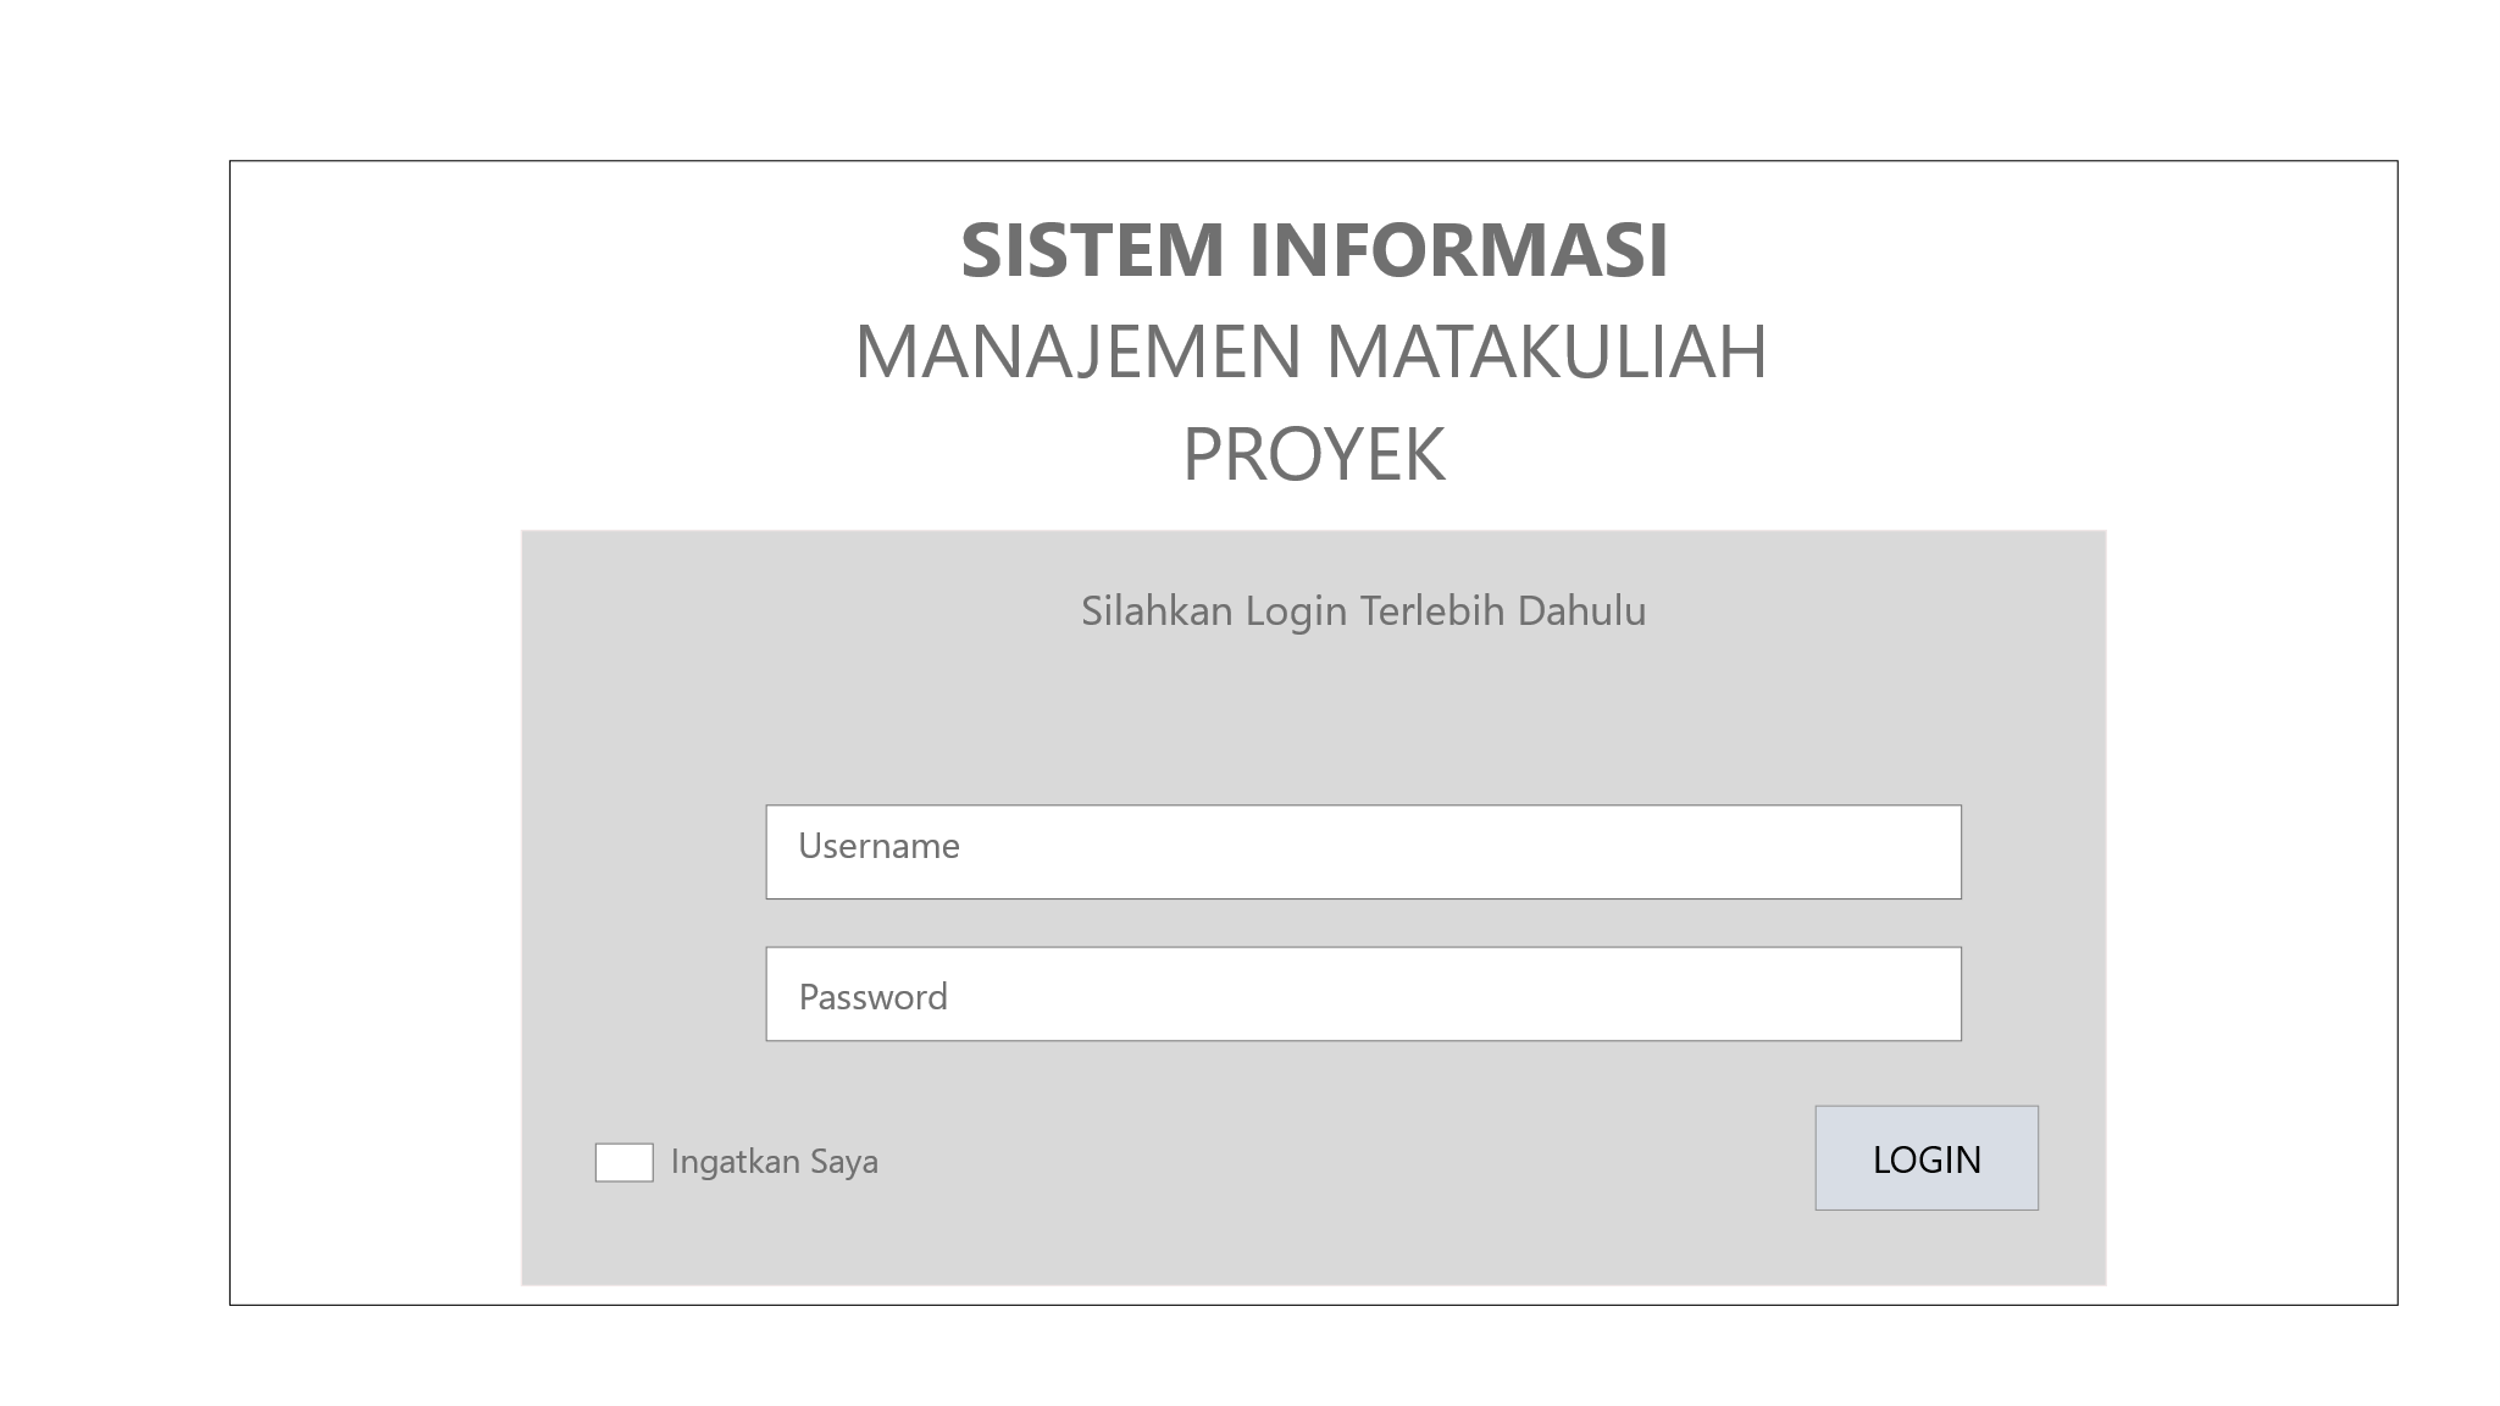 SISTEM INFORMASI
MANAJEMEN MATAKULIAH
PROYEK
Silahkan Login Terlebih Dahulu
Username
Password
Ingatkan Saya
LOGIN